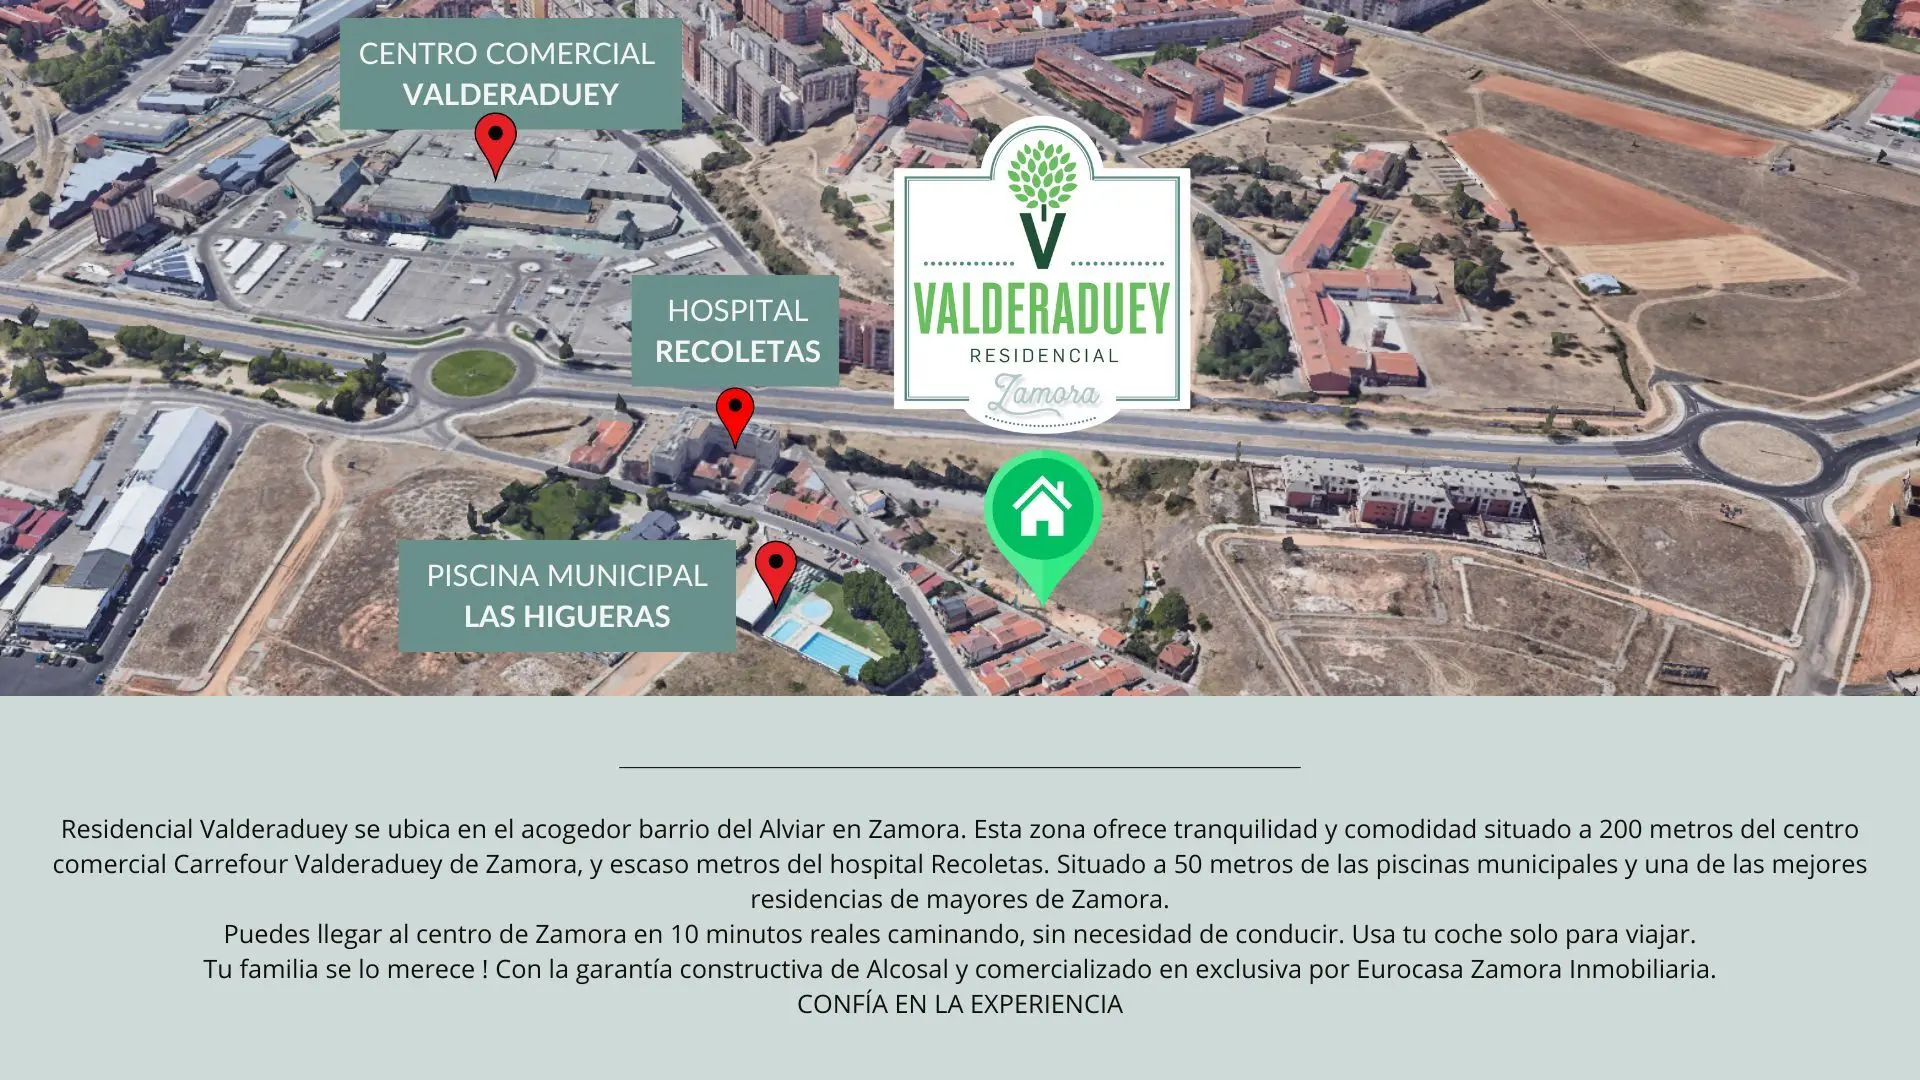 CENTRO COMERCIAL
VALDERADUEY
HOSPITAL
RECOLETAS
V
VALDERADUEY
RESIDENCIAL
Zamora
PISCINA MUNICIPAL
LAS HIGUERAS
Residencial Valderaduey se ubica en el acogedor barrio del Alviar en Zamora. Esta zona ofrece tranquilidad y comodidad situado a 200 metros del centro
comercial Carrefour Valderaduey de Zamora, y escaso metros del hospital Recoletas. Situado a 50 metros de las piscinas municipales y una de las mejores
residencias de mayores de Zamora.
Puedes llegar al centro de Zamora en 10 minutos reales caminando, sin necesidad de conducir. Usa tu coche solo para viajar.
Tu familia se lo merece ! Con la garantía constructiva de Alcosal y comercializado en exclusiva por Eurocasa Zamora Inmobiliaria.
CONFÍA EN LA EXPERIENCIA